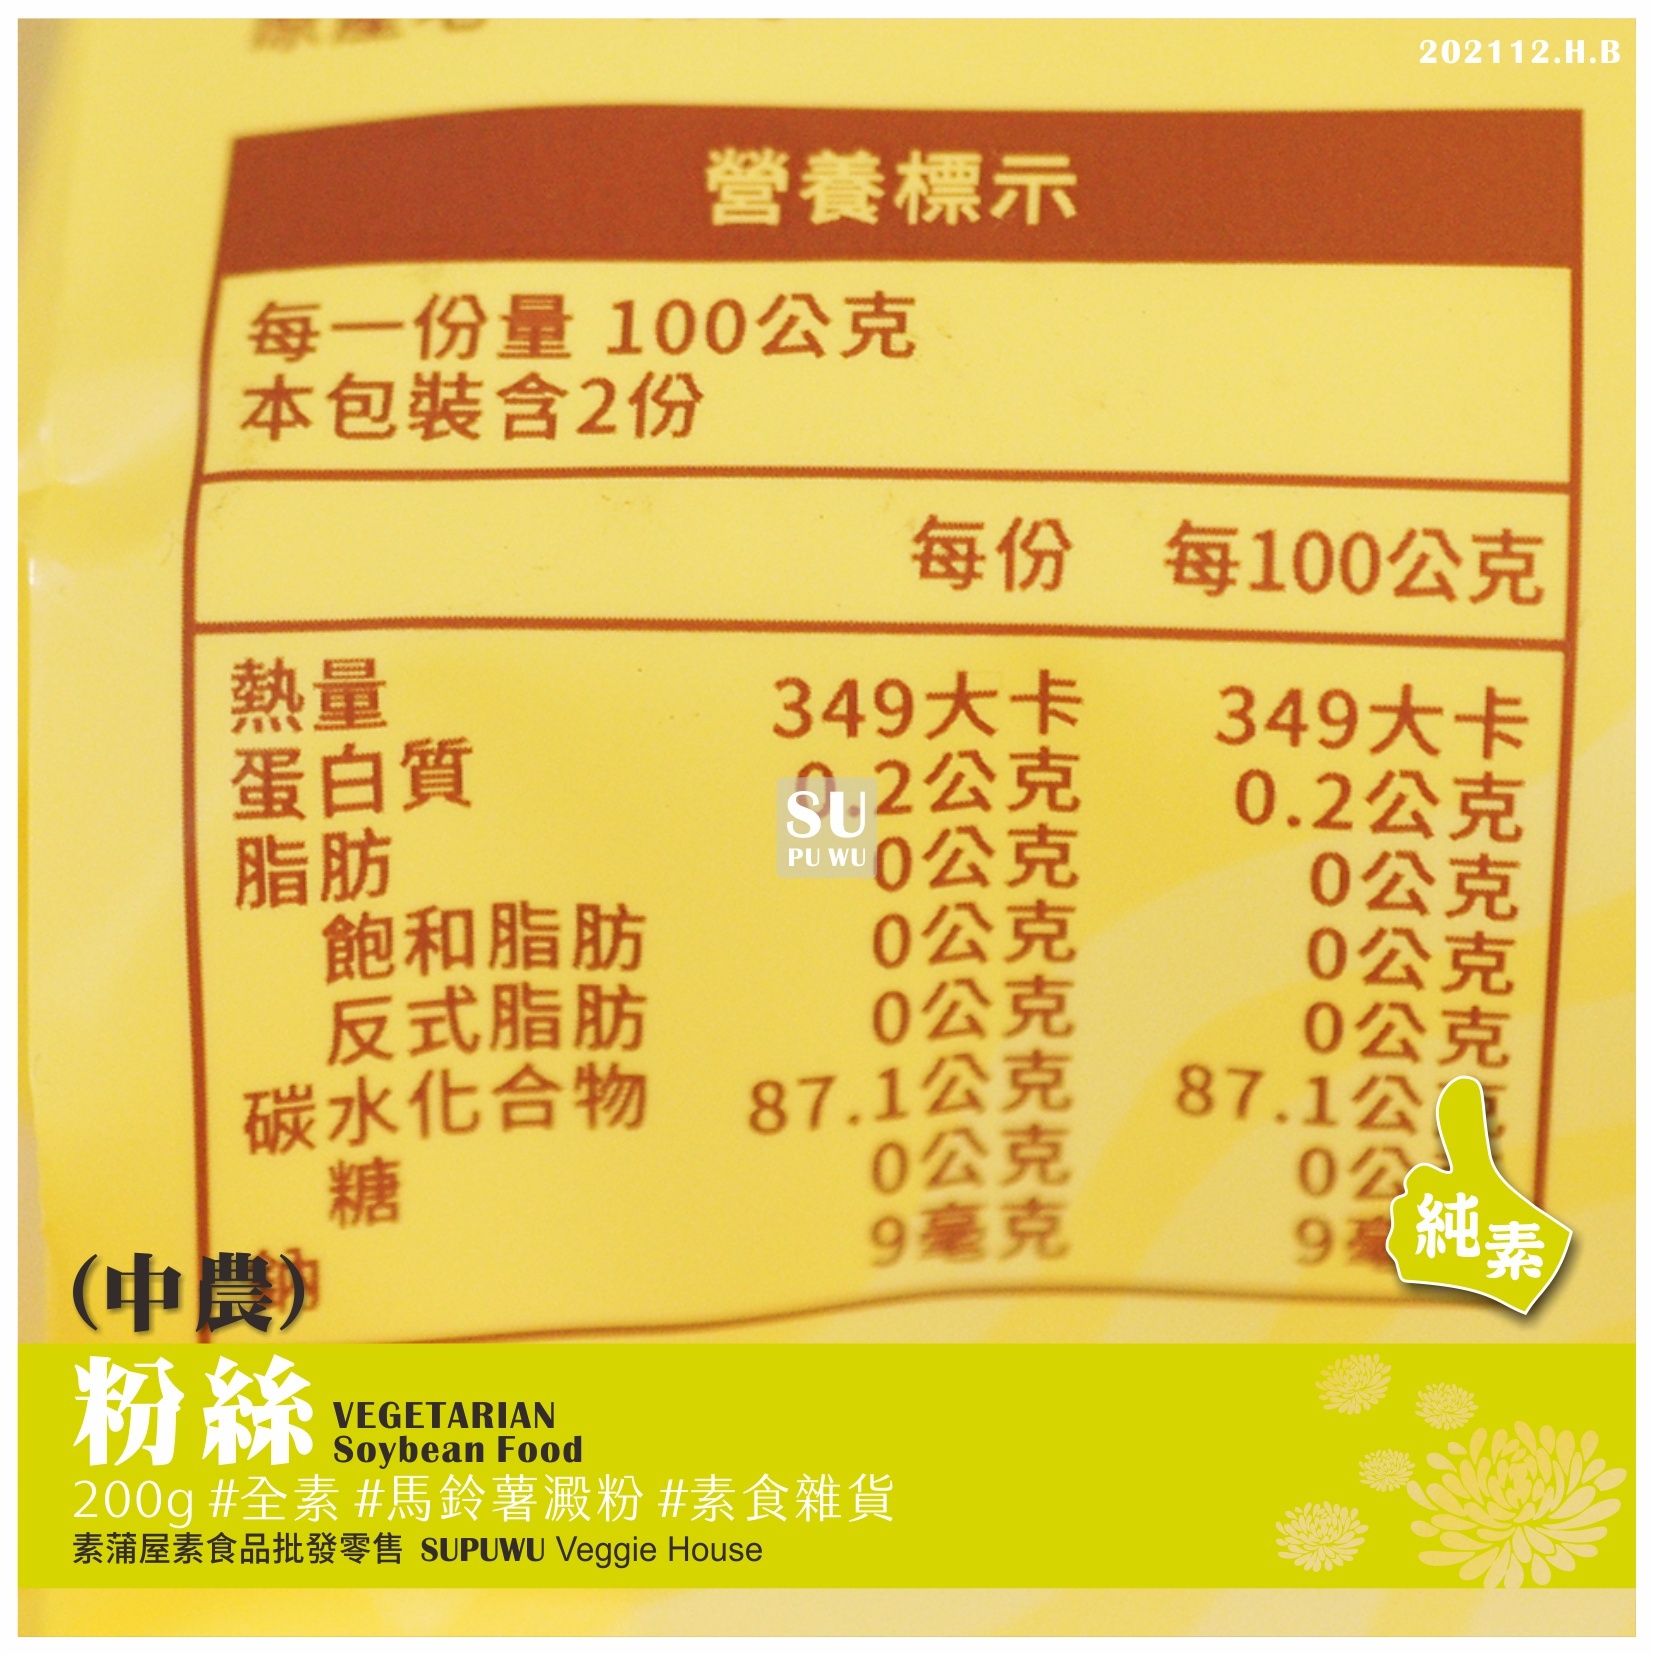 202112.H.B
營養標示
每一份量 100公克
本包裝含2份
每份 每100公克
熱量 349大卡 349大卡
蛋白質 0.2公克 0.2公克
脂肪 0公克 0公克
飽和脂肪 0公克 0公克
反式脂肪 0公克 0公克
碳水化合物 87.1公克 87.1公克
糖 0公克 0公
鈉 9毫克 9毫
SU
PU WU
純素
(中農)
粉絲 VEGETARIAN
Soybean Food
200g #全素 #馬鈴薯澱粉 #素食雜貨
素蒲屋素食品批發零售 SUPUWU Veggie House